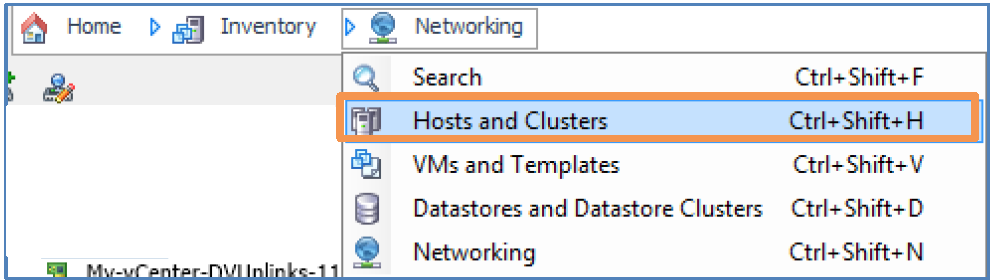 Home Inventory Networking
Search Ctrl+Shift+F
Hosts and Clusters Ctrl+Shift+H
VMs and Templates Ctrl+Shift+V
Datastores and Datastore Clusters Ctrl+Shift+D
Networking Ctrl+Shift+N
My-vCenter-DVUplinks-11